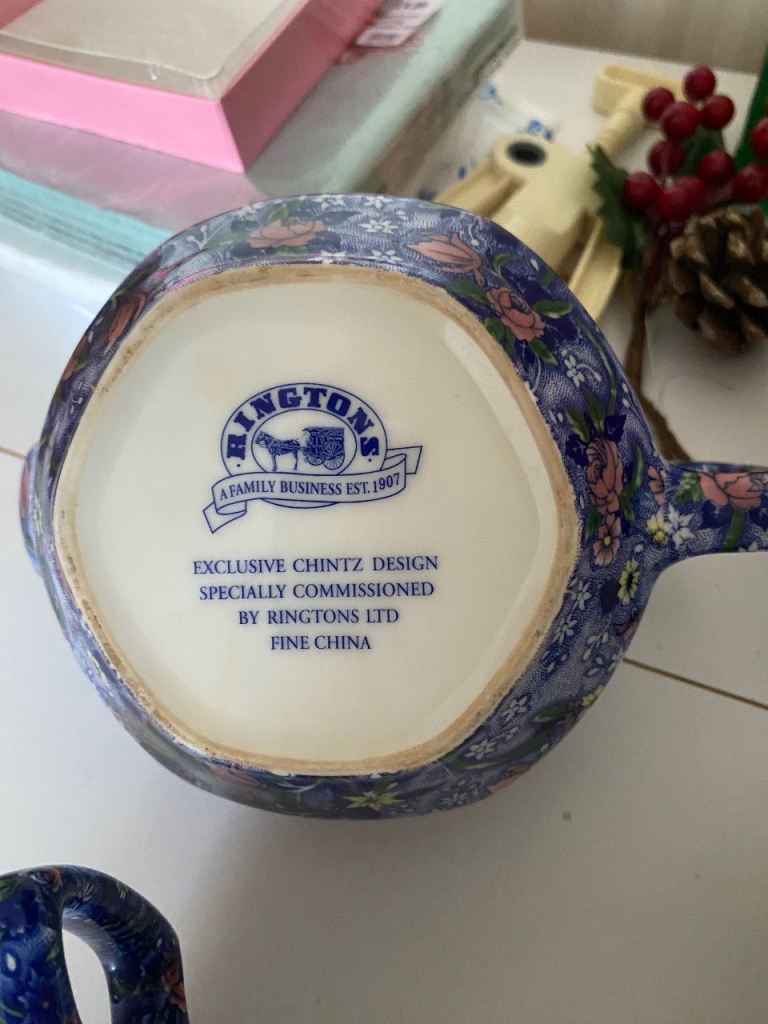 RINGTONS
A FAMILY BUSINESS EST. 1907
EXCLUSIVE CHINTZ DESIGN
SPECIALLY COMMISSIONED
BY RINGTONS LTD
FINE CHINA